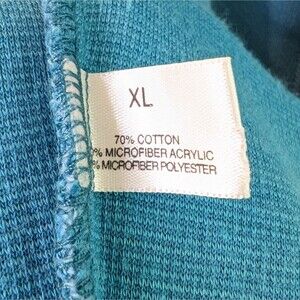 XL
70% COTTON
% MICROFIBER ACRYLIC
% MICROFIBER POLYESTER